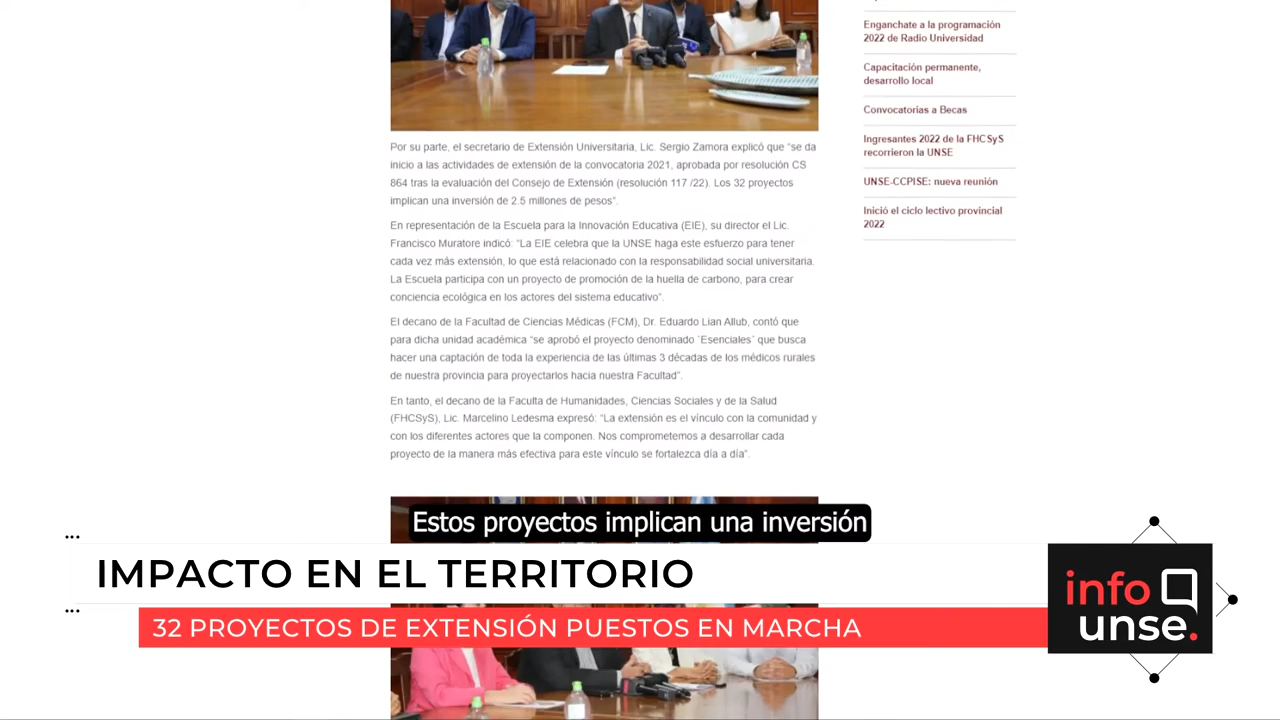 Por su parte, el secretario de Extensión Universitaria, Lic. Sergio Zamora explicó que “se da
inicio a las actividades de extensión de la convocatoria 2021, aprobada por resolución CS
864 tras la evaluación del Consejo de Extensión (resolución 117 /22). Los 32 proyectos
implican una inversión de 2.5 millones de pesos”.
En representación de la Escuela para la Innovación Educativa (EIE), su director el Lic.
Francisco Muratore indicó: “La EIE celebra que la UNSE haga este esfuerzo para tener
cada vez más extensión, lo que está relacionado con la responsabilidad social universitaria.
La Escuela participa con un proyecto de promoción de la huella de carbono, para crear
conciencia ecológica en los actores del sistema educativo”.
El decano de la Facultad de Ciencias Médicas (FCM), Dr. Eduardo Lian Allub, contó que
para dicha unidad académica “se aprobó el proyecto denominado `Esenciales´ que busca
hacer una captación de toda la experiencia de las últimas 3 décadas de los médicos rurales
de nuestra provincia para proyectarlos hacia nuestra Facultad”.
En tanto, el decano de la Faculta de Humanidades, Ciencias Sociales y de la Salud
(FHCSyS), Lic. Marcelino Ledesma expresó: “La extensión es el vínculo con la comunidad y
con los diferentes actores que la componen. Nos comprometemos a desarrollar cada
proyecto de la manera más efectiva para este vínculo se fortalezca día a día”.
Enganchate a la programación
2022 de Radio Universidad
Capacitación permanente,
desarrollo local
Convocatorias a Becas
Ingresantes 2022 de la FHCSyS
recorrieron la UNSE
UNSE-CCPISE: nueva reunión
Inició el ciclo lectivo provincial
2022
Estos proyectos implican una inversión
IMPACTO EN EL TERRITORIO
32 PROYECTOS DE EXTENSIÓN PUESTOS EN MARCHA
info
unse.